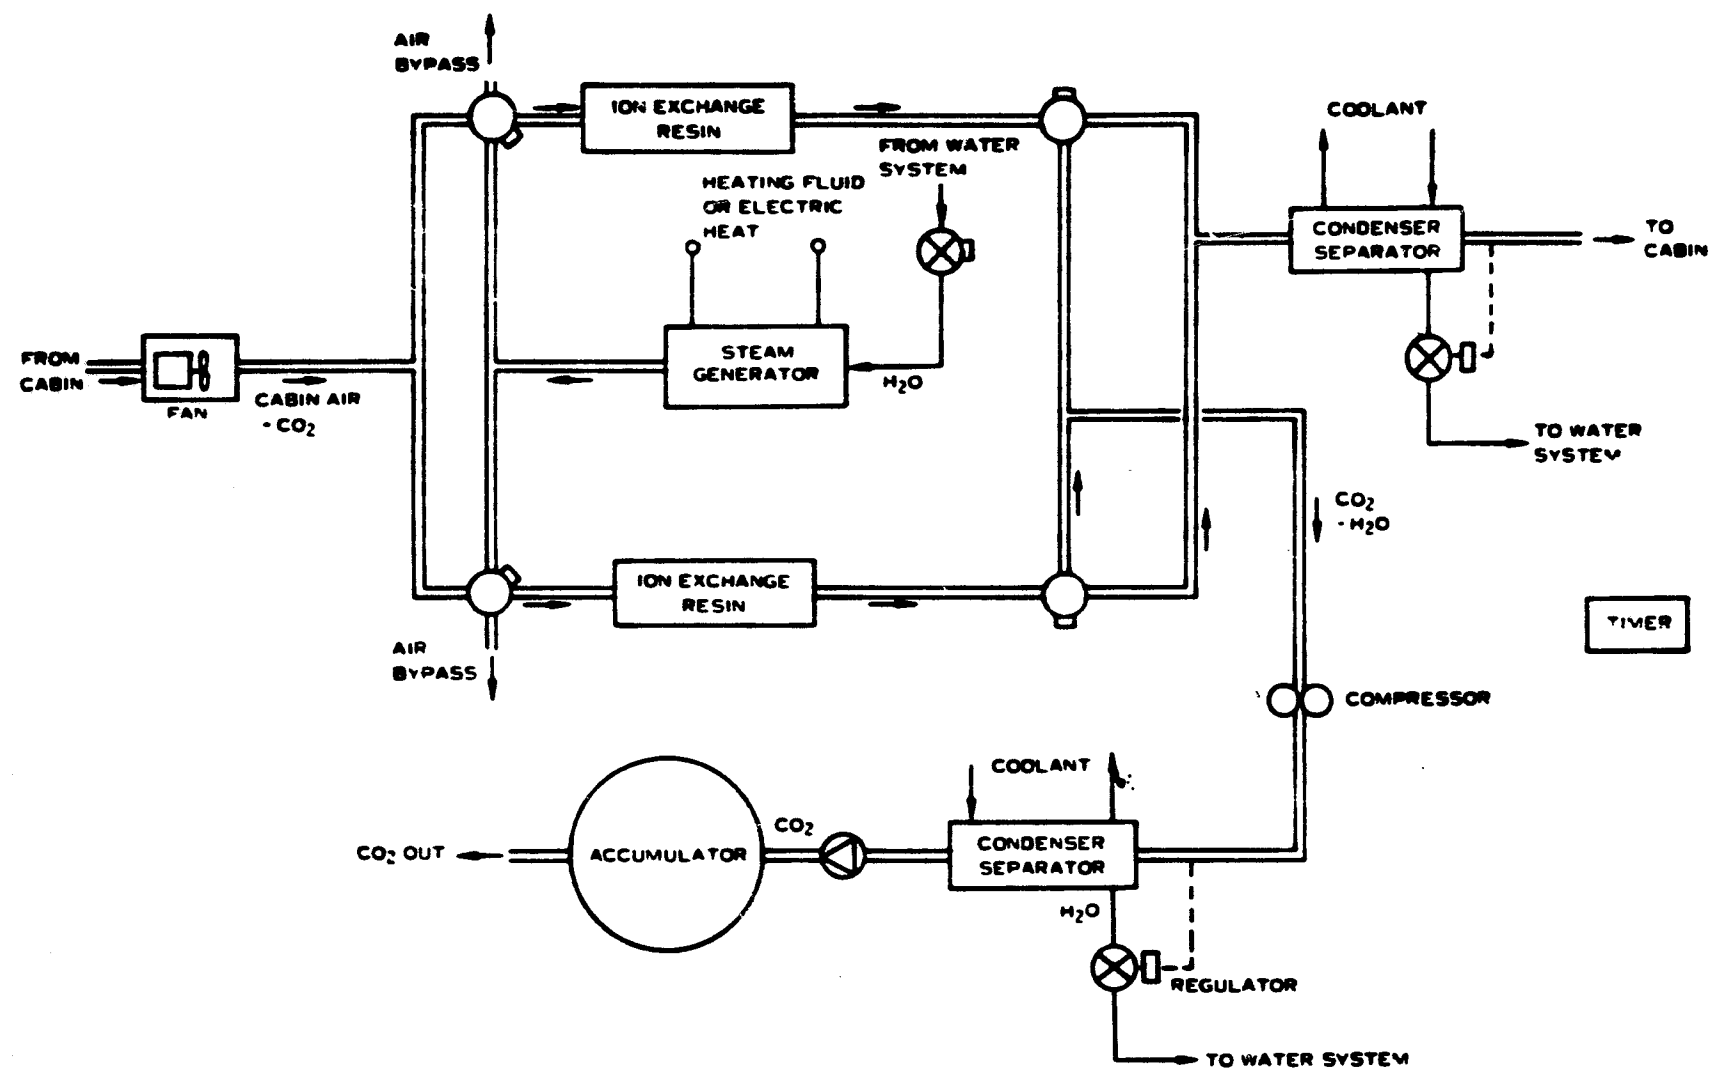 AIR
BYPASS
ION EXCHANGE
RESIN
FROM WATER
SYSTEM
HEATING FLUID
OR ELECTRIC
HEAT
COOLANT
CONDENSER
SEPARATOR
TO
CABIN
FROM
CABIN
FAN
CABIN AIR
- CO2
STEAM
GENERATOR
H2O
TO WATER
SYSTEM
CO2
- H2O
ION EXCHANGE
RESIN
AIR
BYPASS
TIMER
COMPRESSOR
COOLANT
CO2 OUT
ACCUMULATOR
CO2
CONDENSER
SEPARATOR
H2O
REGULATOR
TO WATER SYSTEM